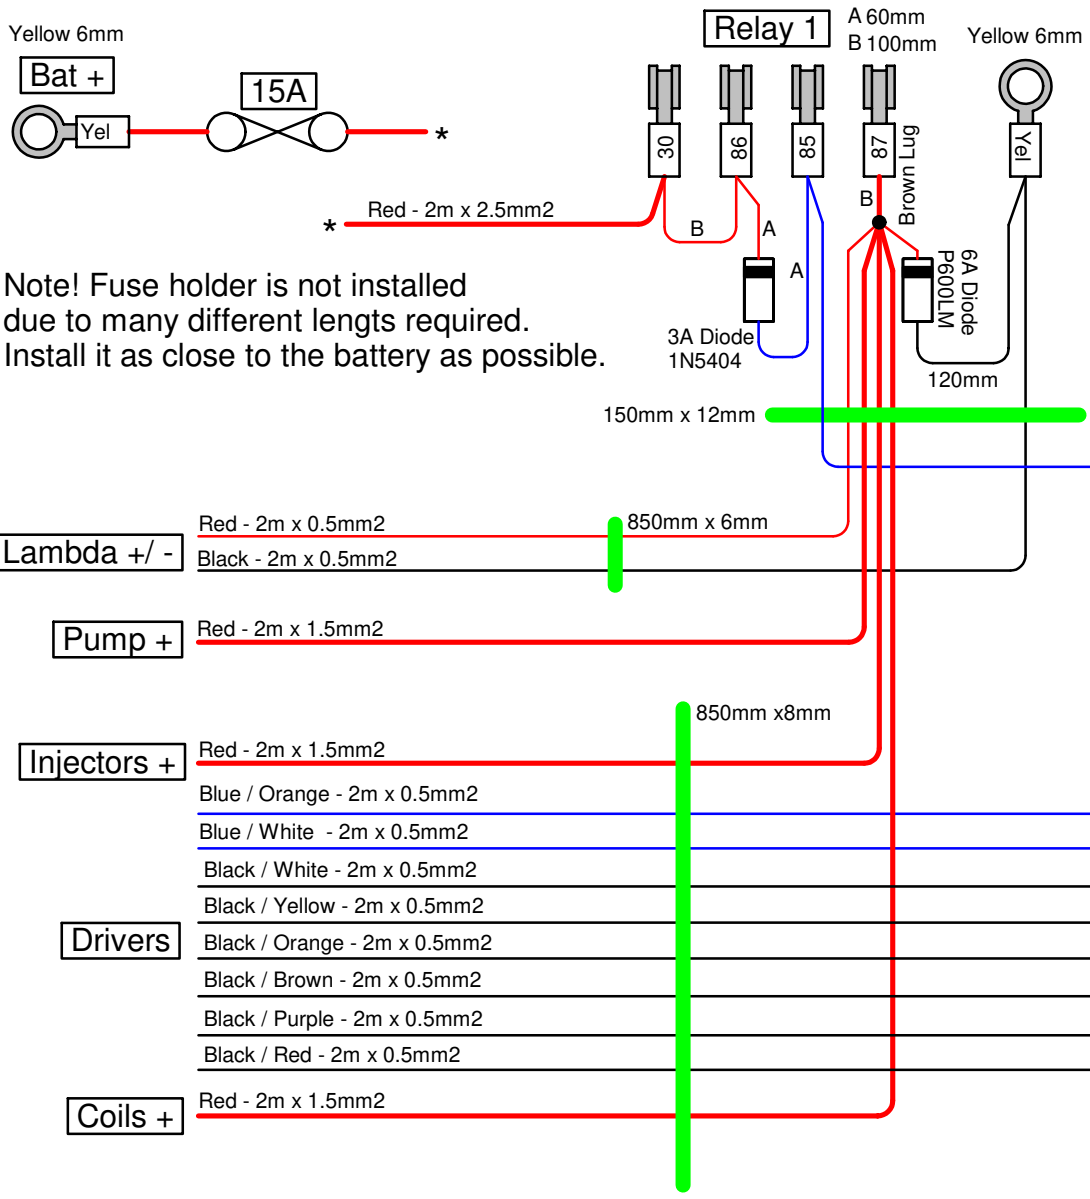 Yellow 6mm
Bat +
Yel
15A
*
Relay 1
A 60mm
B 100mm
Yellow 6mm
30
86
85
87
Brown Lug
Yel
* Red - 2m x 2.5mm2
B
A
A
B
3A Diode
1N5404
6A Diode
P600LM
120mm
Note! Fuse holder is not installed
due to many different lengts required.
Install it as close to the battery as possible.
150mm x 12mm
Lambda +/ -
Red - 2m x 0.5mm2
Black - 2m x 0.5mm2
850mm x 6mm
Pump +
Red - 2m x 1.5mm2
850mm x8mm
Injectors +
Red - 2m x 1.5mm2
Blue / Orange - 2m x 0.5mm2
Blue / White - 2m x 0.5mm2
Drivers
Black / White - 2m x 0.5mm2
Black / Yellow - 2m x 0.5mm2
Black / Orange - 2m x 0.5mm2
Black / Brown - 2m x 0.5mm2
Black / Purple - 2m x 0.5mm2
Black / Red - 2m x 0.5mm2
Coils +
Red - 2m x 1.5mm2